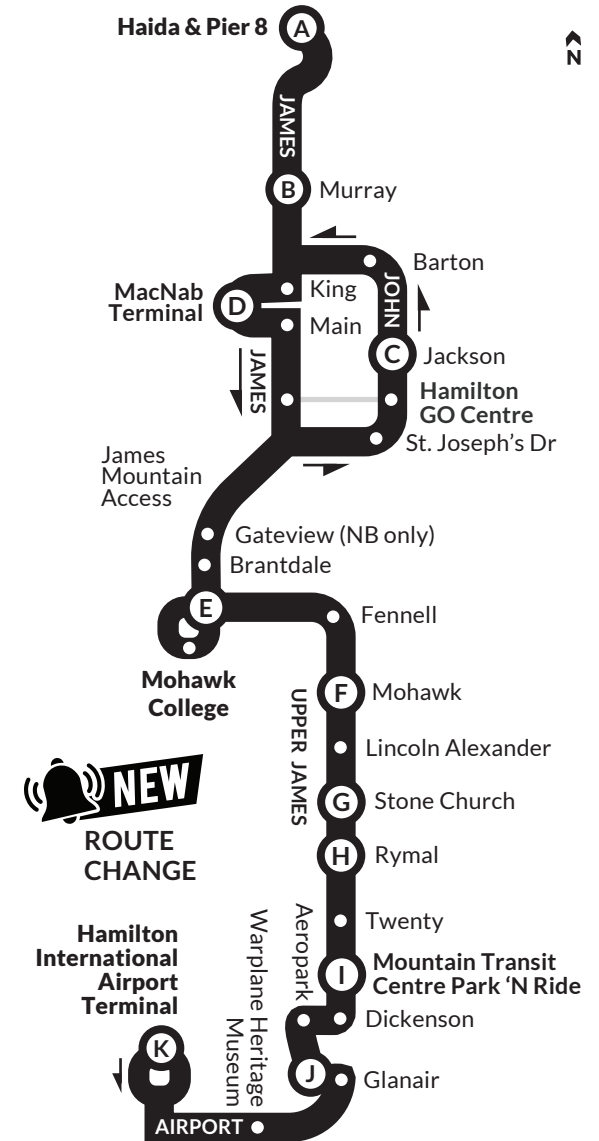 Haida & Pier 8
A
N
JAMES
B
Murray
Barton
JOHN
King
MacNab
Terminal
D
Main
C
Jackson
JAMES
Hamilton
GO Centre
St. Joseph's Dr
James
Mountain
Access
Gateview (NB only)
Brantdale
E
Fennell
Mohawk
College
F
Mohawk
UPPER JAMES
Lincoln Alexander
NEW
ROUTE
CHANGE
G
Stone Church
H
Rymal
Twenty
Aeropark
Warplane Heritage
Museum
Hamilton
International
Airport
Terminal
I
Mountain Transit
Centre Park ‘N Ride
Dickenson
K
J
Glanair
AIRPORT